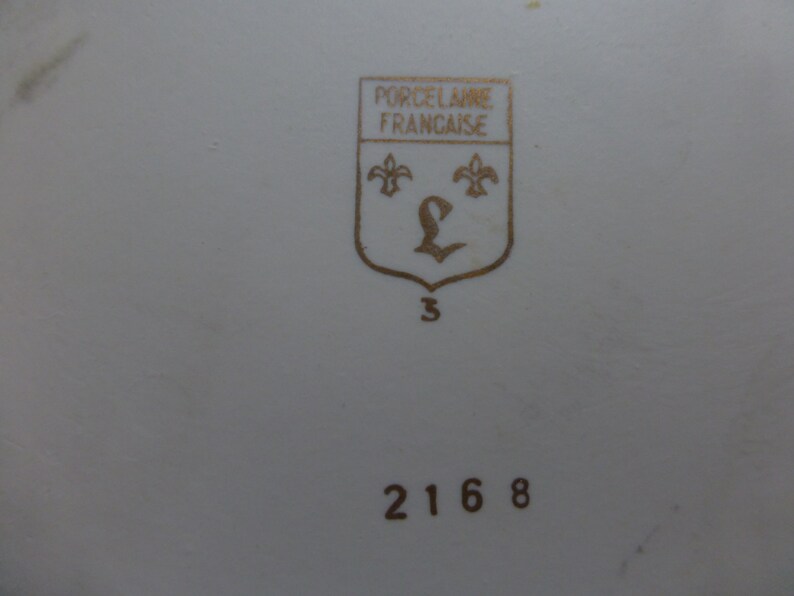 PORCELAINE
FRANCAISE
L
3
2168